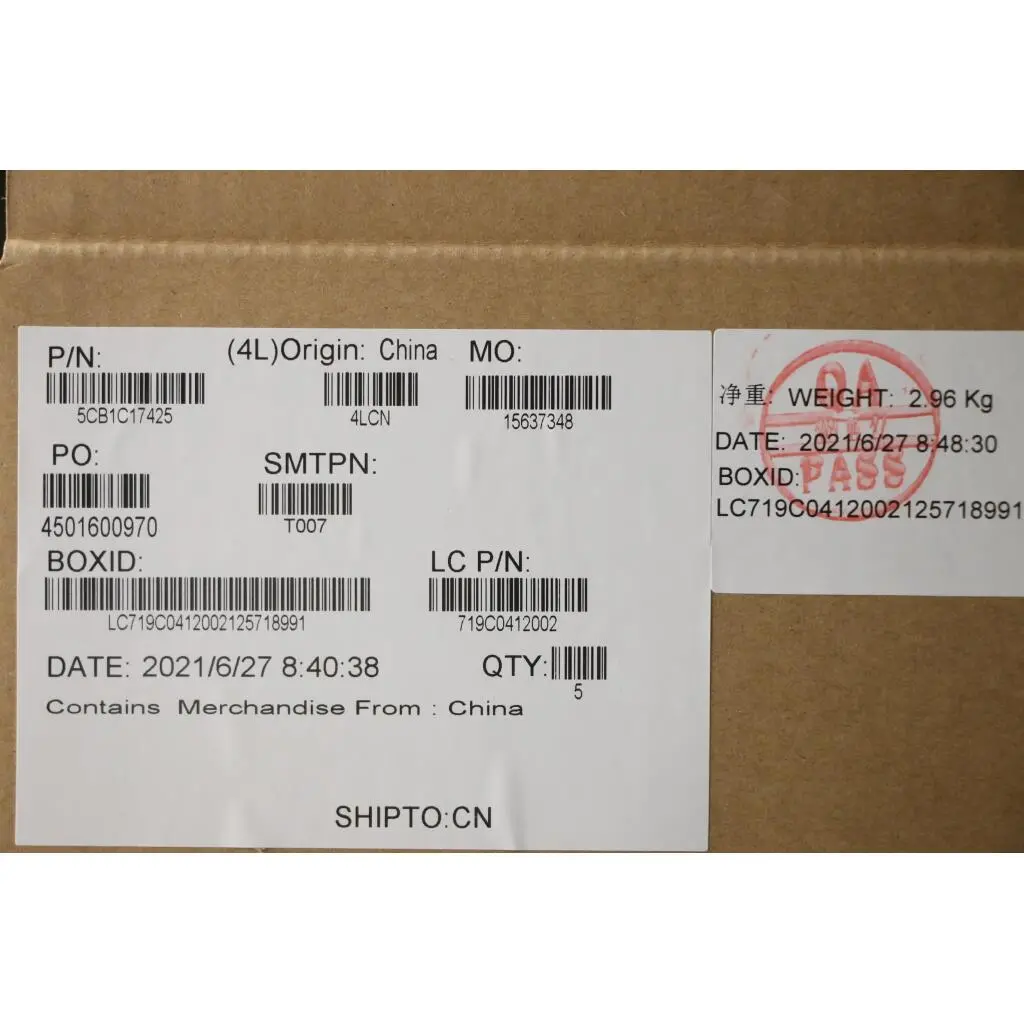 P/N: (4L)Origin: China MO:
5CB1C17425 4LCN 15637348
PO: SMTPN:
4501600970 T007
BOXID: LC P/N:
LC719C0412002125718991 719C0412002
DATE: 2021/6/27 8:40:38 QTY:
5
Contains Merchandise From : China
SHIPTO:CN
净重: WEIGHT: 2.96 Kg
DATE: 2021/6/27 8:48:30
BOXID:
LC719C0412002125718991
QA
PASS